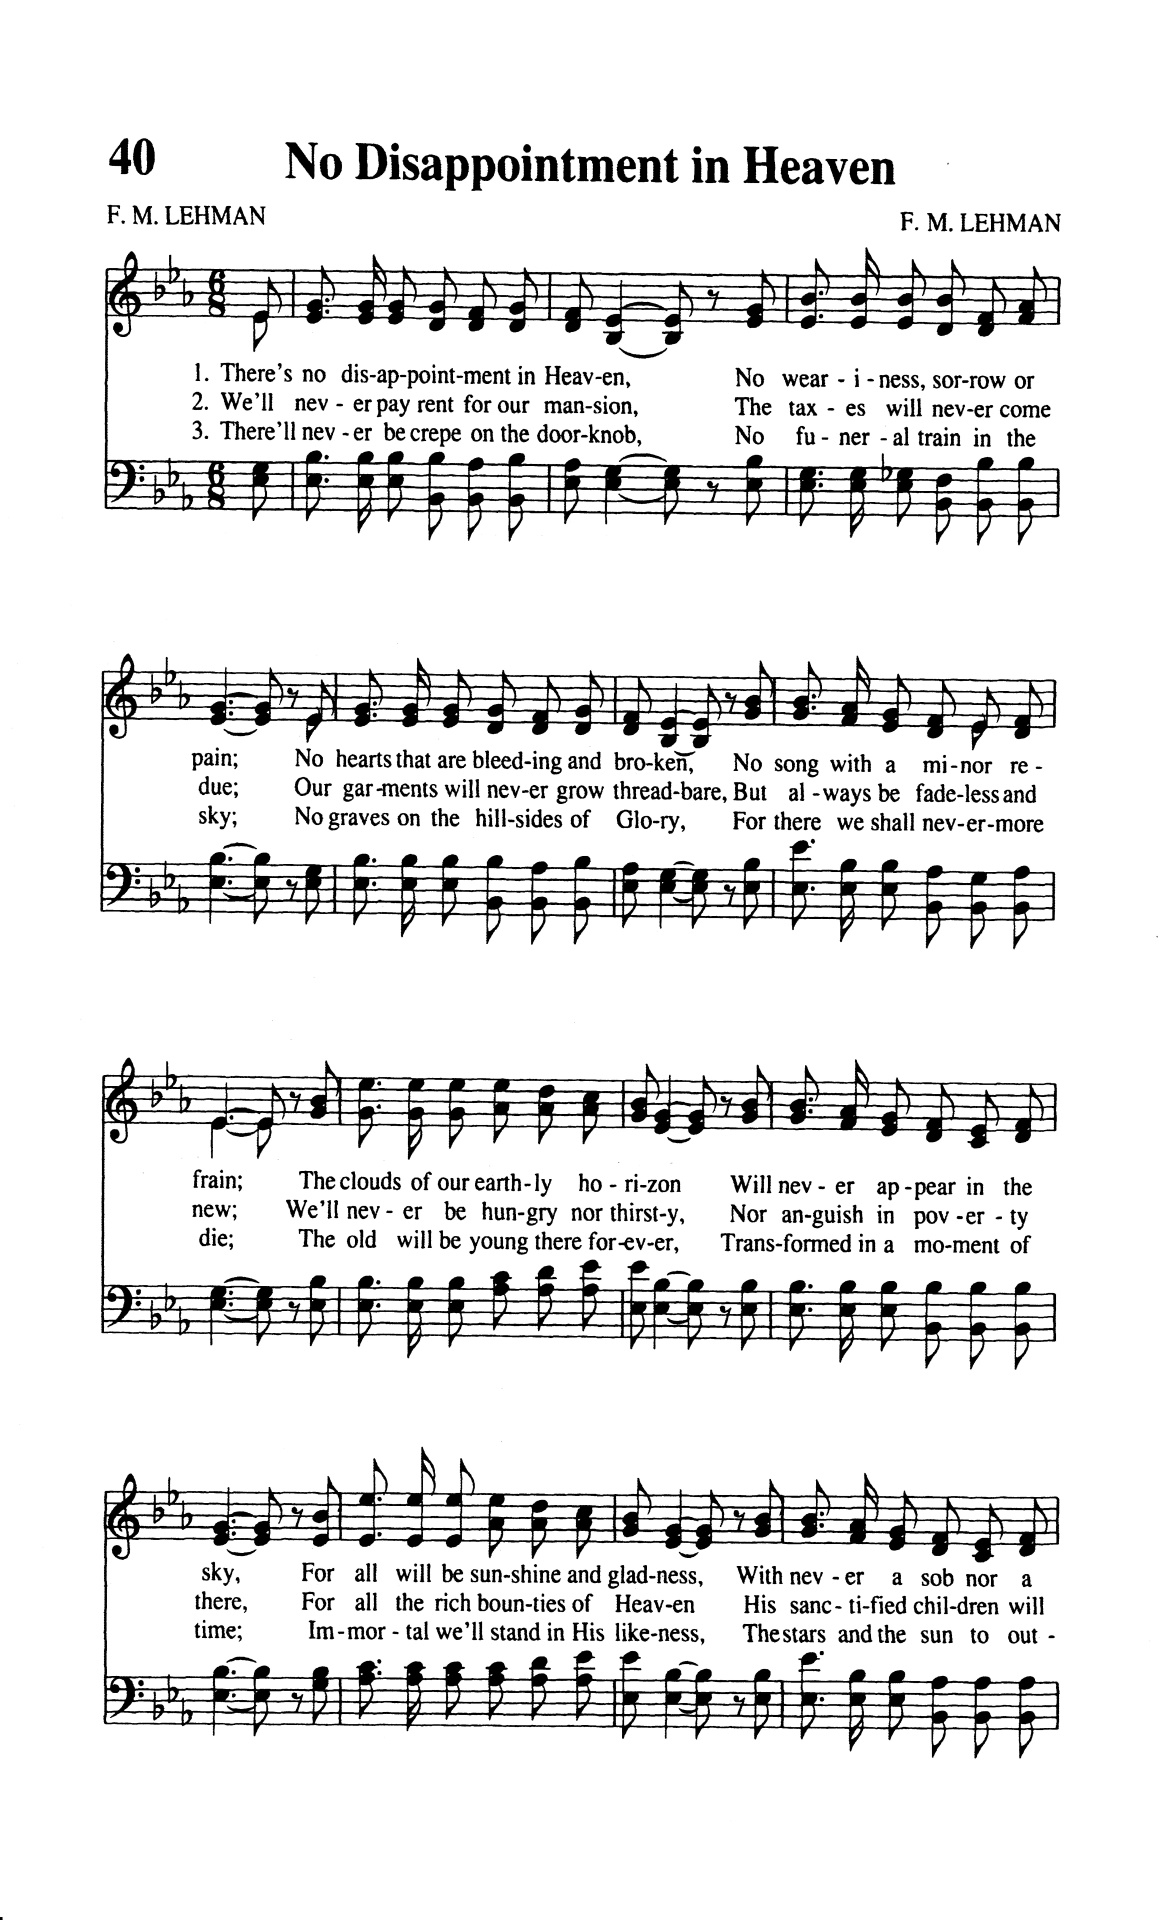 40 No Disappointment in Heaven
F. M. LEHMAN F. M. LEHMAN
6 8
1. There's no dis-ap-point-ment in Heav-en, No wear - i - ness, sor-row or
2. We'll nev - er pay rent for our man-sion, The tax - es will nev-er come
3. There'll nev - er be crepe on the door-knob, No fu - ner - al train in the
6 8
pain; No hearts that are bleed-ing and bro-ken, No song with a mi-nor re -
due; Our gar-ments will nev-er grow thread-bare, But al - ways be fade-less and
sky; No graves on the hill-sides of Glo-ry, For there we shall nev-er-more
frain; The clouds of our earth-ly ho - ri-zon Will nev - er ap-pear in the
new; We'll nev - er be hun-gry nor thirst-y, Nor an-guish in pov - er - ty
die; The old will be young there for-ev-er, Trans-formed in a mo-ment of
sky, For all will be sun-shine and glad-ness, With nev - er a sob nor a
there, For all the rich boun-ties of Heav-en His sanc - ti-fied chil-dren will
time; Im-mor - tal we'll stand in His like-ness, The stars and the sun to out -